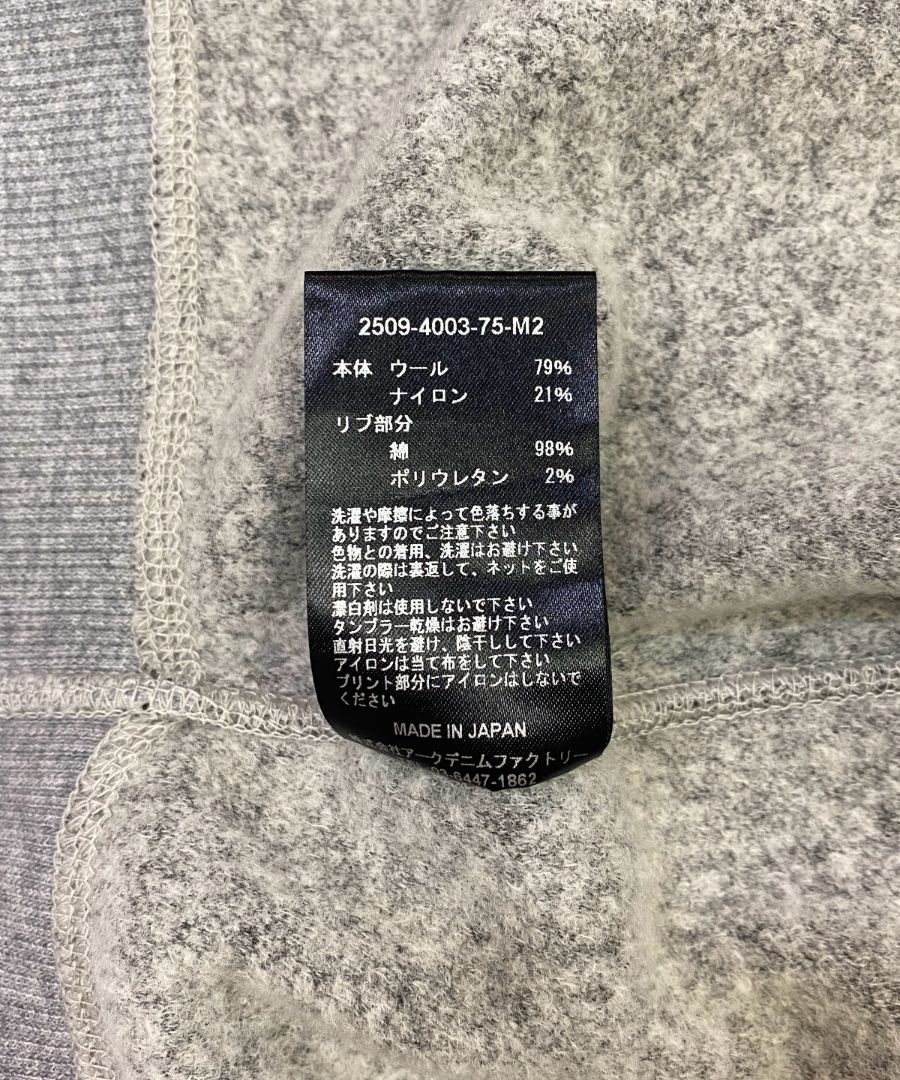 2509-4003-75-M2
本体 ウール 79%
ナイロン 21%
リブ部分
綿 98%
ポリウレタン 2%
洗濯や摩擦によって色落ちする事が
ありますのでご注意下さい
色物との着用、洗濯はお避け下さい
洗濯の際は裏返して、ネットをご使
用下さい
漂白剤は使用しないで下さい
タンブラー乾燥はお避け下さい
直射日光を避け、陰干しして下さい
アイロンは当て布をして下さい
プリント部分にアイロンはしないで
ください
MADE IN JAPAN
株式会社アークデニムファクトリー
03-6447-1862